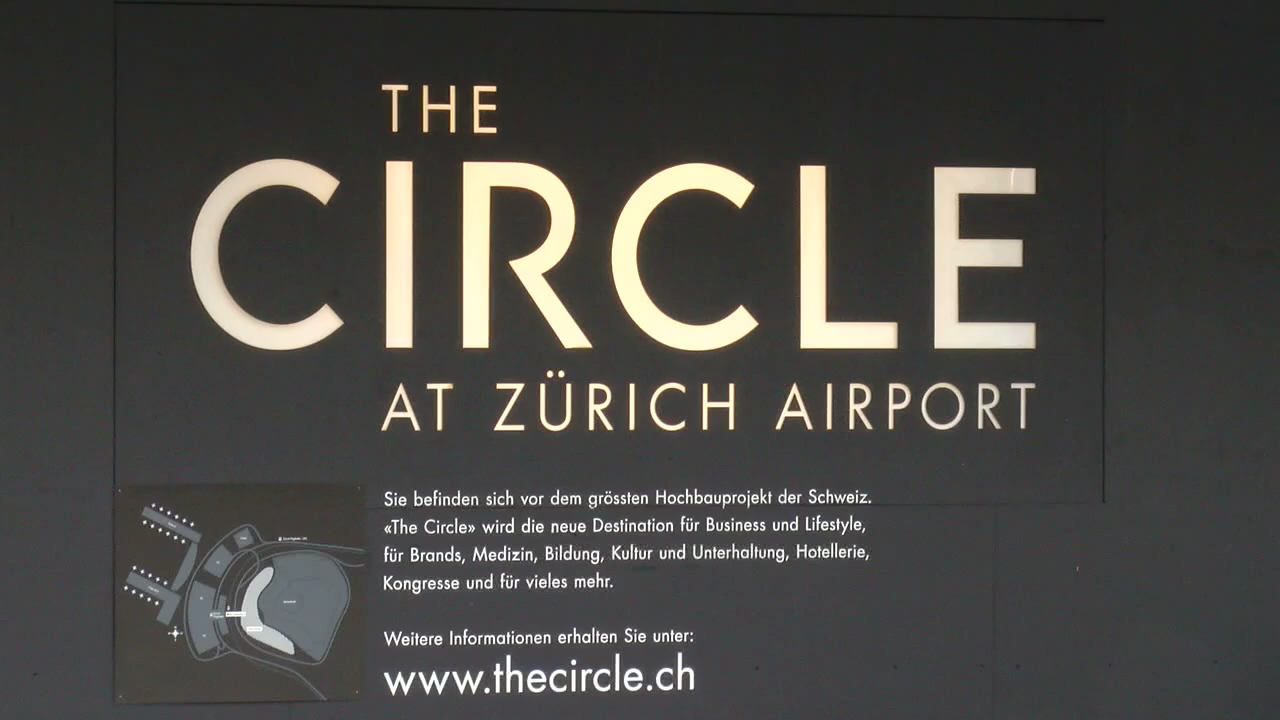 THE
CIRCLE
AT ZÜRICH AIRPORT
Sie befinden sich vor dem grössten Hochbauprojekt der Schweiz.
«The Circle» wird die neue Destination für Business und Lifestyle,
für Brands, Medizin, Bildung, Kultur und Unterhaltung, Hotellerie,
Kongresse und für vieles mehr.
Weitere Informationen erhalten Sie unter:
www.thecircle.ch